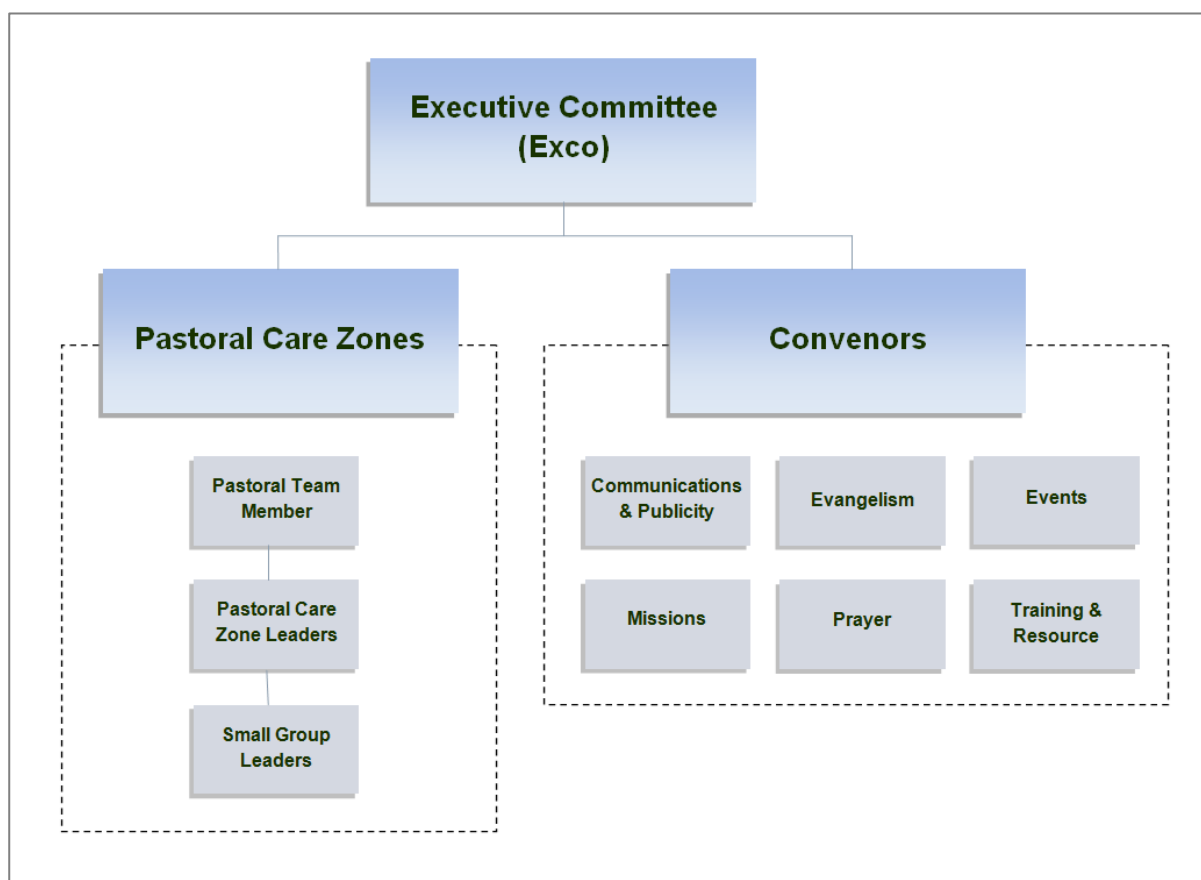 Executive Committee
(Exco)
Pastoral Care Zones
Pastoral Team
Member
Pastoral Care
Zone Leaders
Small Group
Leaders
Convenors
Communications
& Publicity
Evangelism
Events
Missions
Prayer
Training &
Resource